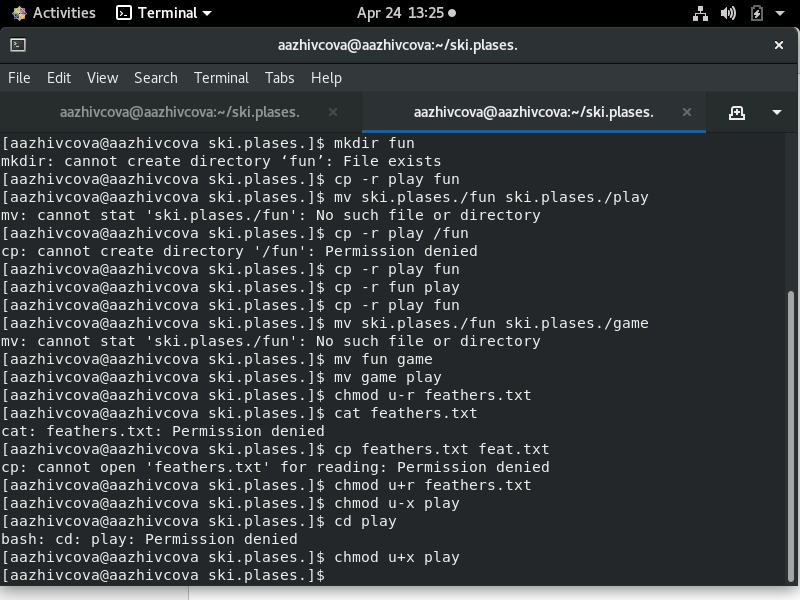 Activities Terminal Apr 24 13:25
aazhivcova@aazhivcova:~/ski.plases.
File Edit View Search Terminal Tabs Help
aazhivcova@aazhivcova:~/ski.plases. aazhivcova@aazhivcova:~/ski.plases.
[aazhivcova@aazhivcova ski.plases.]$ mkdir fun
mkdir: cannot create directory ‘fun’: File exists
[aazhivcova@aazhivcova ski.plases.]$ cp -r play fun
[aazhivcova@aazhivcova ski.plases.]$ mv ski.plases./fun ski.plases./play
mv: cannot stat 'ski.plases./fun': No such file or directory
[aazhivcova@aazhivcova ski.plases.]$ cp -r play /fun
cp: cannot create directory '/fun': Permission denied
[aazhivcova@aazhivcova ski.plases.]$ cp -r play fun
[aazhivcova@aazhivcova ski.plases.]$ cp -r fun play
[aazhivcova@aazhivcova ski.plases.]$ cp -r play fun
[aazhivcova@aazhivcova ski.plases.]$ mv ski.plases./fun ski.plases./game
mv: cannot stat 'ski.plases./fun': No such file or directory
[aazhivcova@aazhivcova ski.plases.]$ mv fun game
[aazhivcova@aazhivcova ski.plases.]$ mv game play
[aazhivcova@aazhivcova ski.plases.]$ chmod u-r feathers.txt
[aazhivcova@aazhivcova ski.plases.]$ cat feathers.txt
cat: feathers.txt: Permission denied
[aazhivcova@aazhivcova ski.plases.]$ cp feathers.txt feat.txt
cp: cannot open 'feathers.txt' for reading: Permission denied
[aazhivcova@aazhivcova ski.plases.]$ chmod u+r feathers.txt
[aazhivcova@aazhivcova ski.plases.]$ chmod u-x play
[aazhivcova@aazhivcova ski.plases.]$ cd play
bash: cd: play: Permission denied
[aazhivcova@aazhivcova ski.plases.]$ chmod u+x play
[aazhivcova@aazhivcova ski.plases.]$